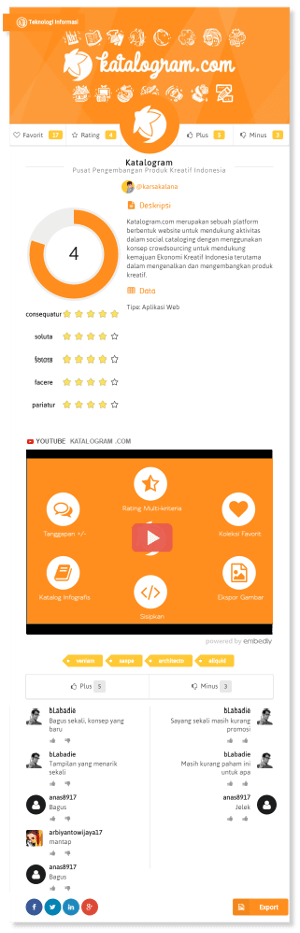 Teknologi Informasi
katalogram.com
Favorit 17
Rating 4
Plus 5
Minus 3
Katalogram
Pusat Pengembangan Produk Kreatif Indonesia
@karsakalana
Deskripsi
Katalogram.com merupakan sebuah platform
berbentuk website untuk mendukung aktivitas
dalam social cataloging dengan menggunakan
konsep crowdsourcing untuk mendukung
kemajuan Ekonomi Kreatif Indonesia terutama
dalam mengenalkan dan mengembangkan produk
kreatif.
4
Data
Tipe: Aplikasi Web
consequatur
soluta
facere
pariatur
YOUTUBE KATALOGRAM .COM
Rating Multi-kriteria
Tanggapan +/-
Koleksi Favorit
Katalog Infografis
Ekspor Gambar
Sisipkan
powered by embedly
veniam
saepe
architecto
aliquid
Plus 5
Minus 3
bLabadie
Bagus sekali, konsep yang
baru
bLabadie
Tampilan yang menarik
sekali
anas8917
Bagus
arbiyantowijaya17
mantap
anas8917
Bagus
bLabadie
Sayang sekali masih kurang
promosi
bLabadie
Masih kurang paham ini
untuk apa
anas8917
Jelek
Export